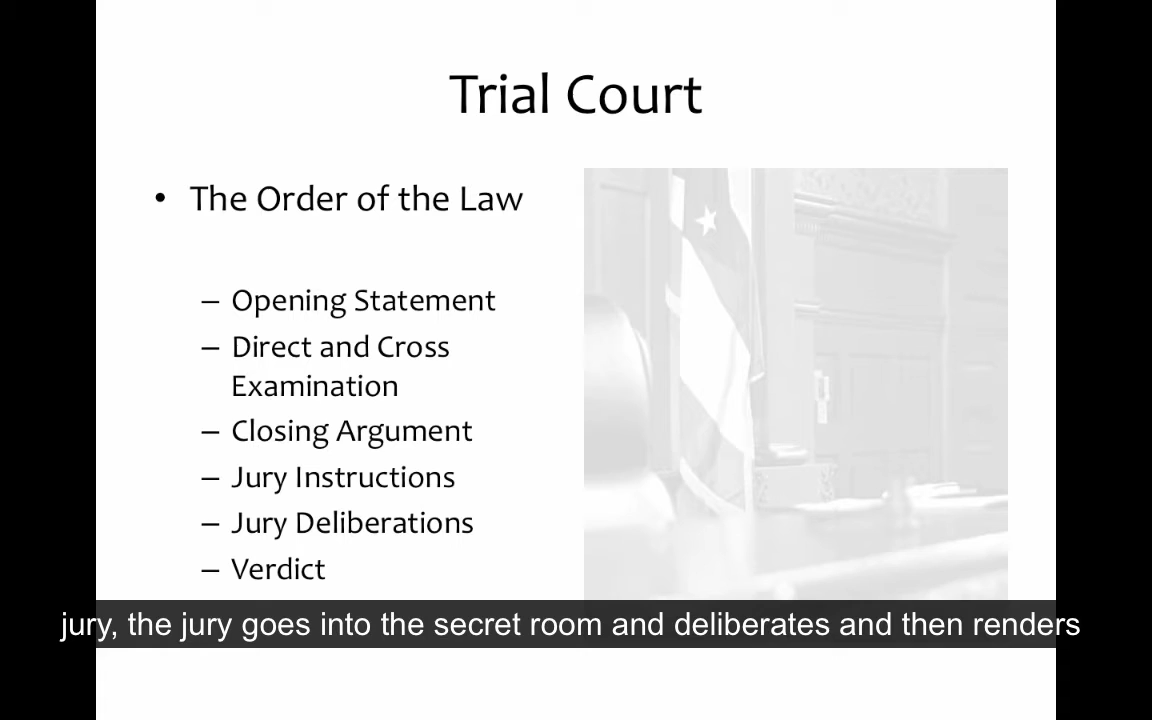 Trial Court
• The Order of the Law
– Opening Statement
– Direct and Cross
Examination
– Closing Argument
– Jury Instructions
– Jury Deliberations
– Verdict
jury, the jury goes into the secret room and deliberates and then renders